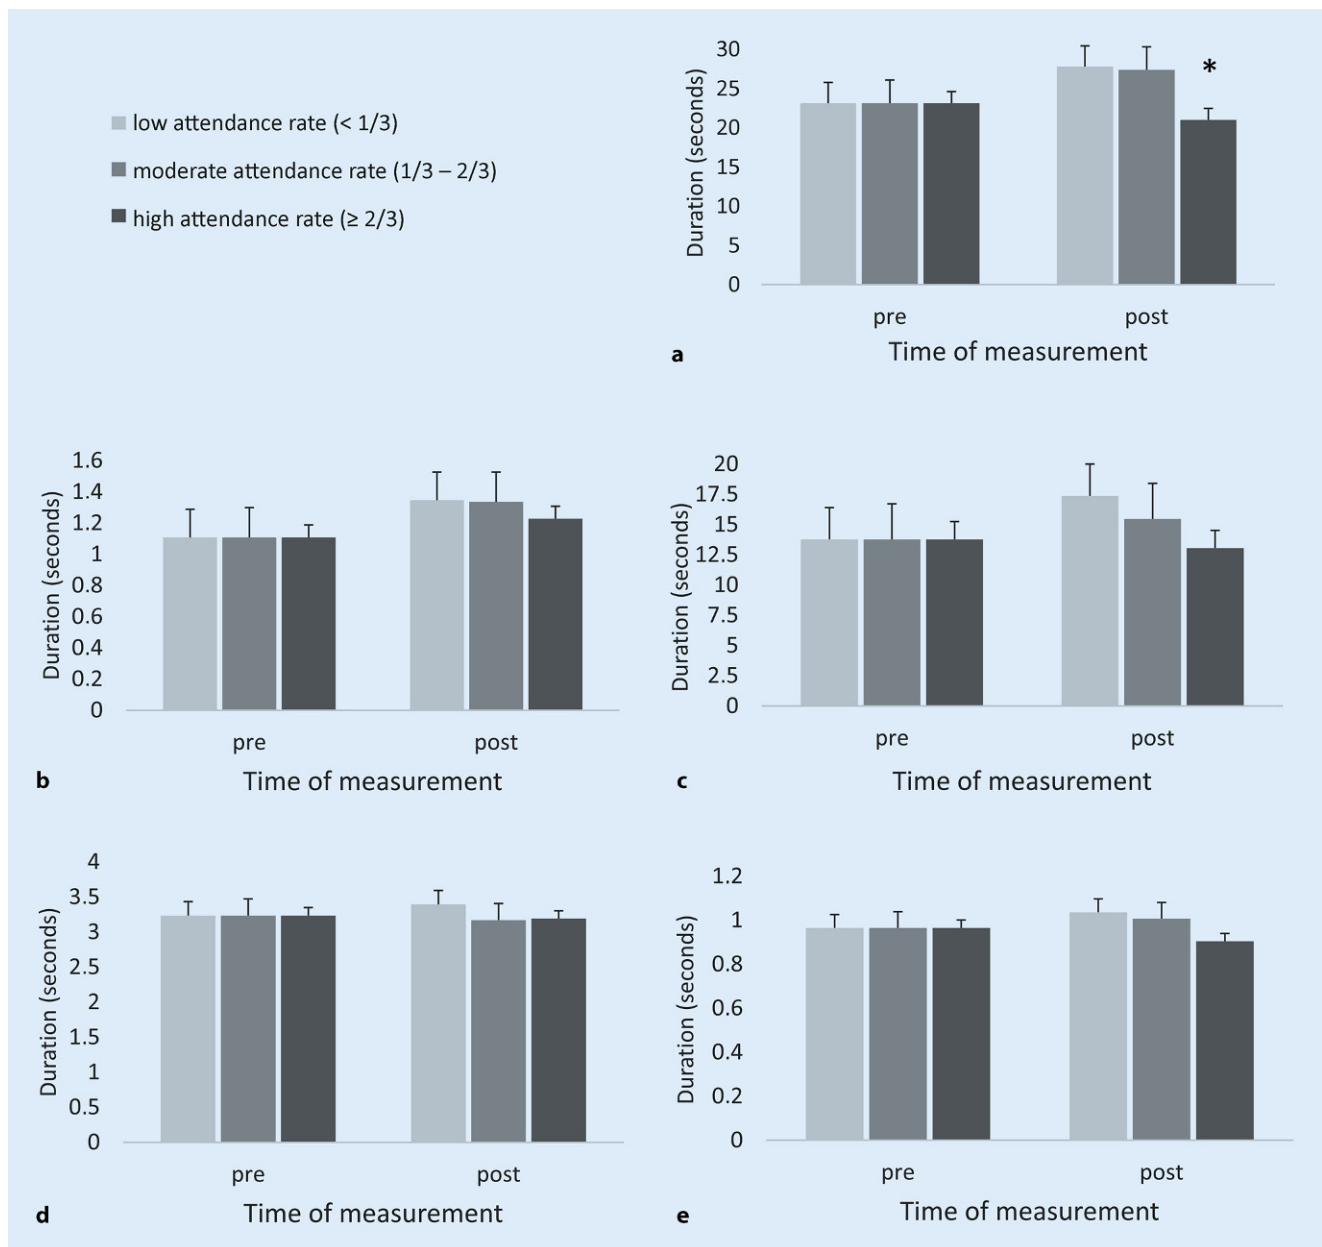 low attendance rate (< 1/3)
moderate attendance rate (1/3 – 2/3)
high attendance rate (≥ 2/3)
Duration (seconds)
30
25
20
15
10
5
0
*
pre
post
Time of measurement
a
Duration (seconds)
1.6
1.4
1.2
1
0.8
0.6
0.4
0.2
0
pre
post
Time of measurement
b
Duration (seconds)
20
17.5
15
12.5
10
7.5
5
2.5
0
pre
post
Time of measurement
c
Duration (seconds)
4
3.5
3
2.5
2
1.5
1
0.5
0
pre
post
Time of measurement
d
Duration (seconds)
1.2
1
0.8
0.6
0.4
0.2
0
pre
post
Time of measurement
e